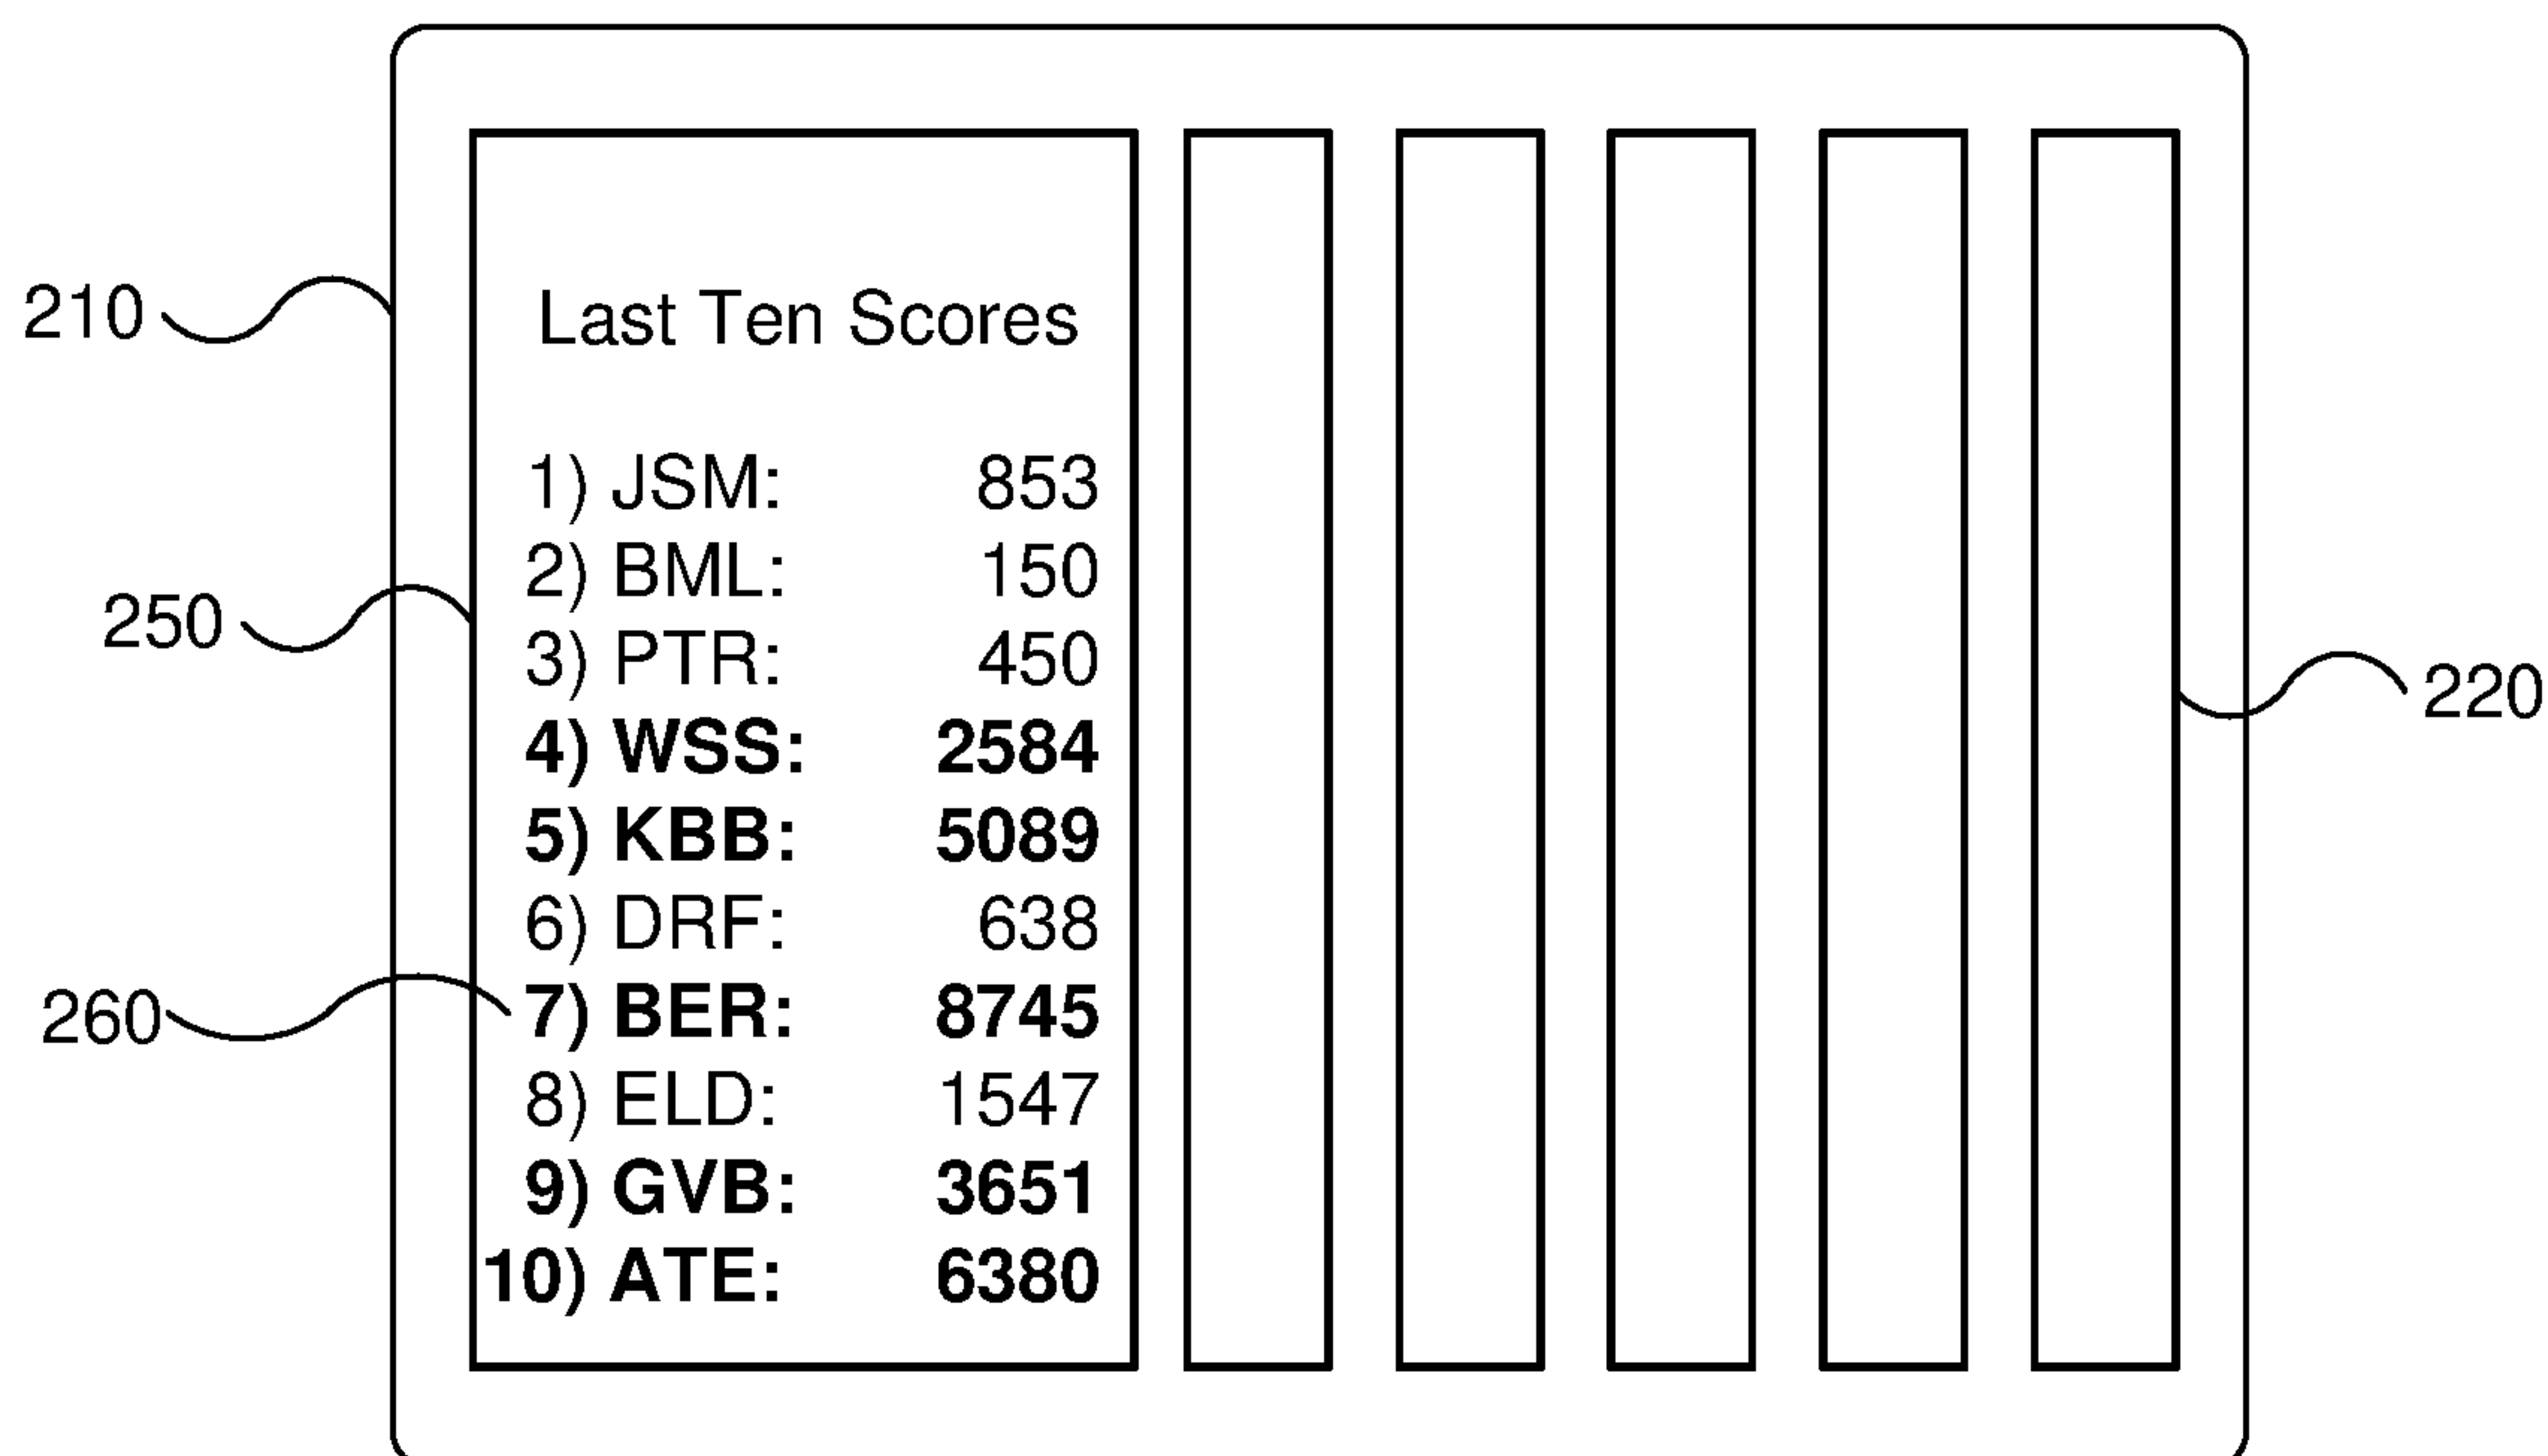 210
Last Ten Scores
1) JSM: 853
2) BML: 150
250
3) PTR: 450
220
4) WSS: 2584
5) KBB: 5089
6) DRF: 638
260
7) BER: 8745
8) ELD: 1547
9) GVB: 3651
10) ATE: 6380